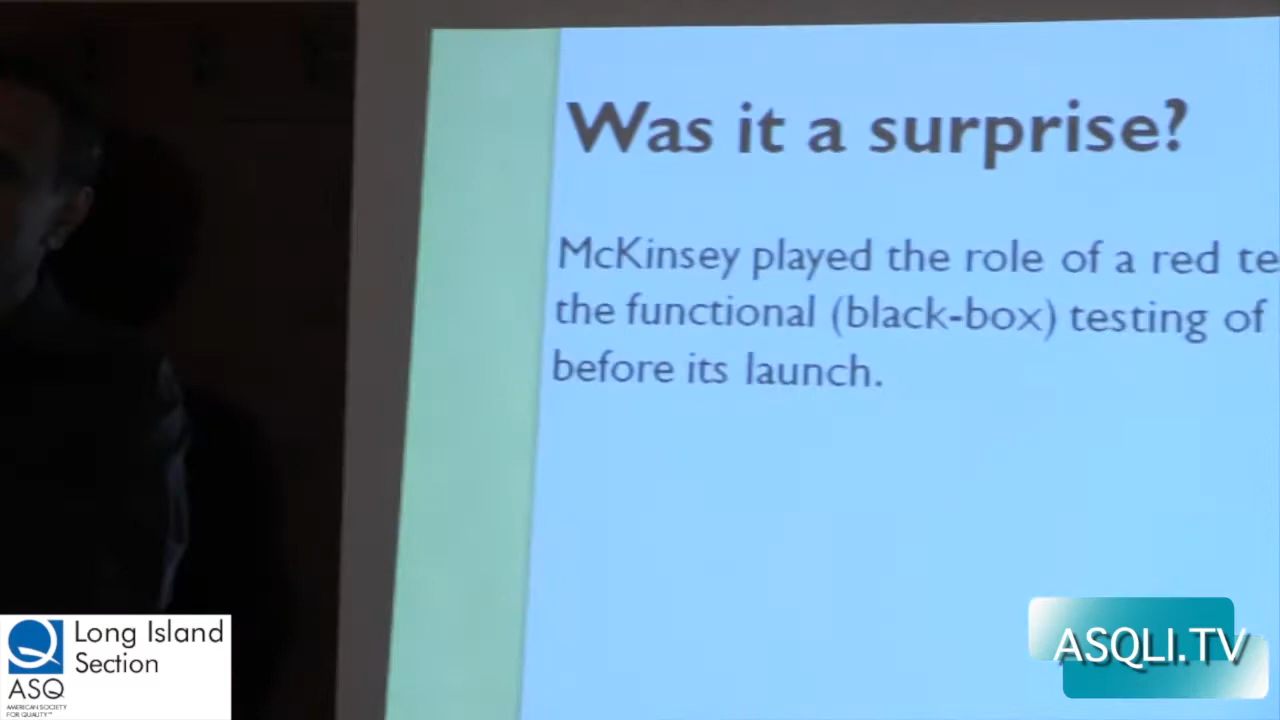 Was it a surprise?
McKinsey played the role of a red te
the functional (black-box) testing of
before its launch.
Long Island
Section
ASQ
AMERICAN SOCIETY
FOR QUALITY™
ASQLI.TV